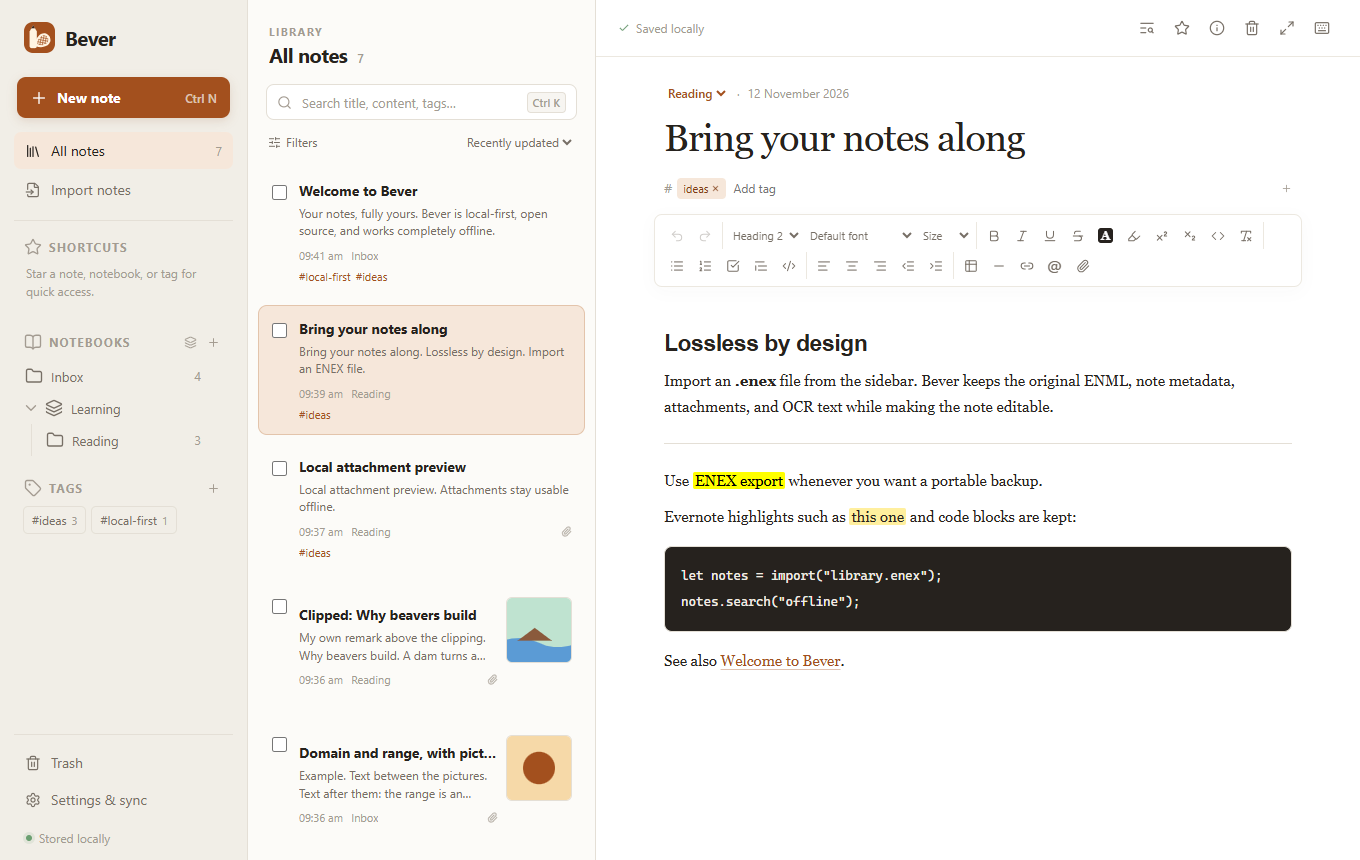 Bever
New note Ctrl N
All notes 7
Import notes
SHORTCUTS
Star a note, notebook, or tag for
quick access.
NOTEBOOKS
Inbox 4
Learning
Reading 3
TAGS
#ideas 3 #local-first 1
Trash
Settings & sync
Stored locally
LIBRARY
All notes 7
Search title, content, tags... Ctrl K
Filters Recently updated
Welcome to Bever
Your notes, fully yours. Bever is local-first, open
source, and works completely offline.
09:41 am Inbox
#local-first #ideas
Bring your notes along
Bring your notes along. Lossless by design. Import
an ENEX file.
09:39 am Reading
#ideas
Local attachment preview
Local attachment preview. Attachments stay usable
offline.
09:37 am Reading
#ideas
Clipped: Why beavers build
My own remark above the clipping.
Why beavers build. A dam turns a...
09:36 am Reading
Domain and range, with pict...
Example. Text between the pictures.
Text after them: the range is an...
09:36 am Inbox
Saved locally
Reading · 12 November 2026
Bring your notes along
# ideas × Add tag +
Heading 2 Default font Size B I U S A x² x₂ <> Tx
</> @
Lossless by design
Import an .enex file from the sidebar. Bever keeps the original ENML, note metadata,
attachments, and OCR text while making the note editable.
Use ENEX export whenever you want a portable backup.
Evernote highlights such as this one and code blocks are kept:
let notes = import("library.enex");
notes.search("offline");
See also Welcome to Bever.